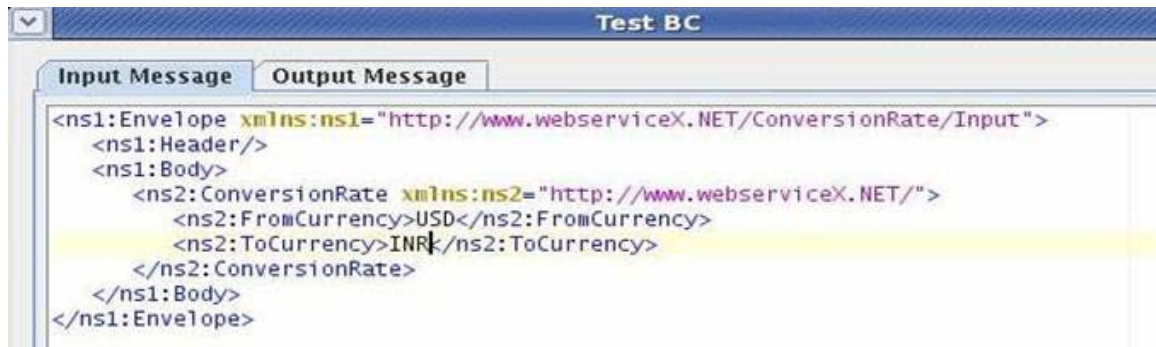 Test BC
Input Message Output Message
<ns1:Envelope xmlns:ns1="http://www.webserviceX.NET/ConversionRate/Input">
<ns1:Header/>
<ns1:Body>
<ns2:ConversionRate xmlns:ns2="http://www.webserviceX.NET/">
<ns2:FromCurrency>USD</ns2:FromCurrency>
<ns2:ToCurrency>INR</ns2:ToCurrency>
</ns2:ConversionRate>
</ns1:Body>
</ns1:Envelope>